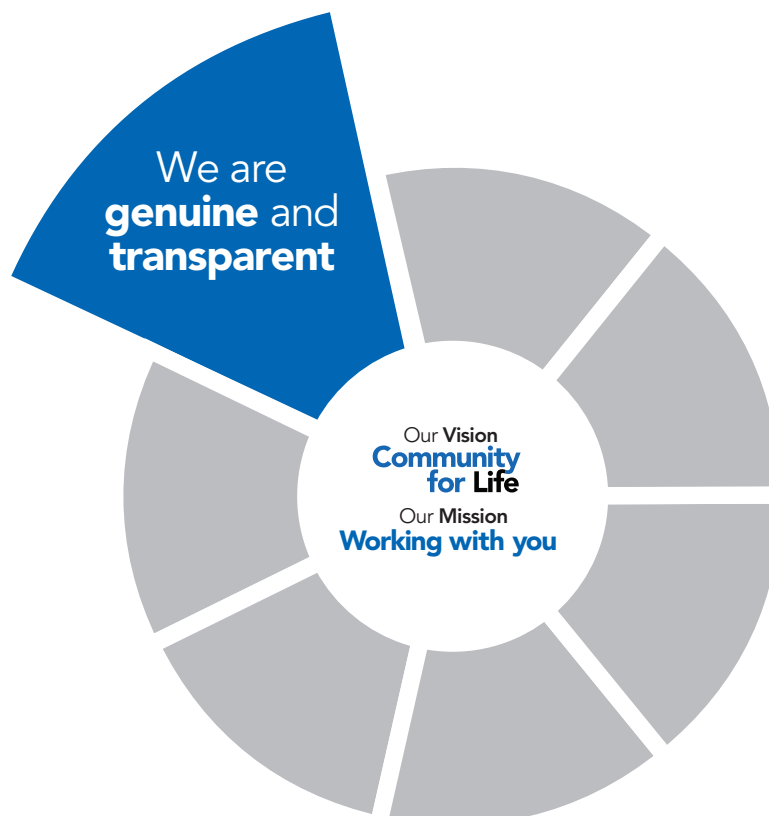 We are
genuine and
transparent
Our Vision
Community
for Life
Our Mission
Working with you